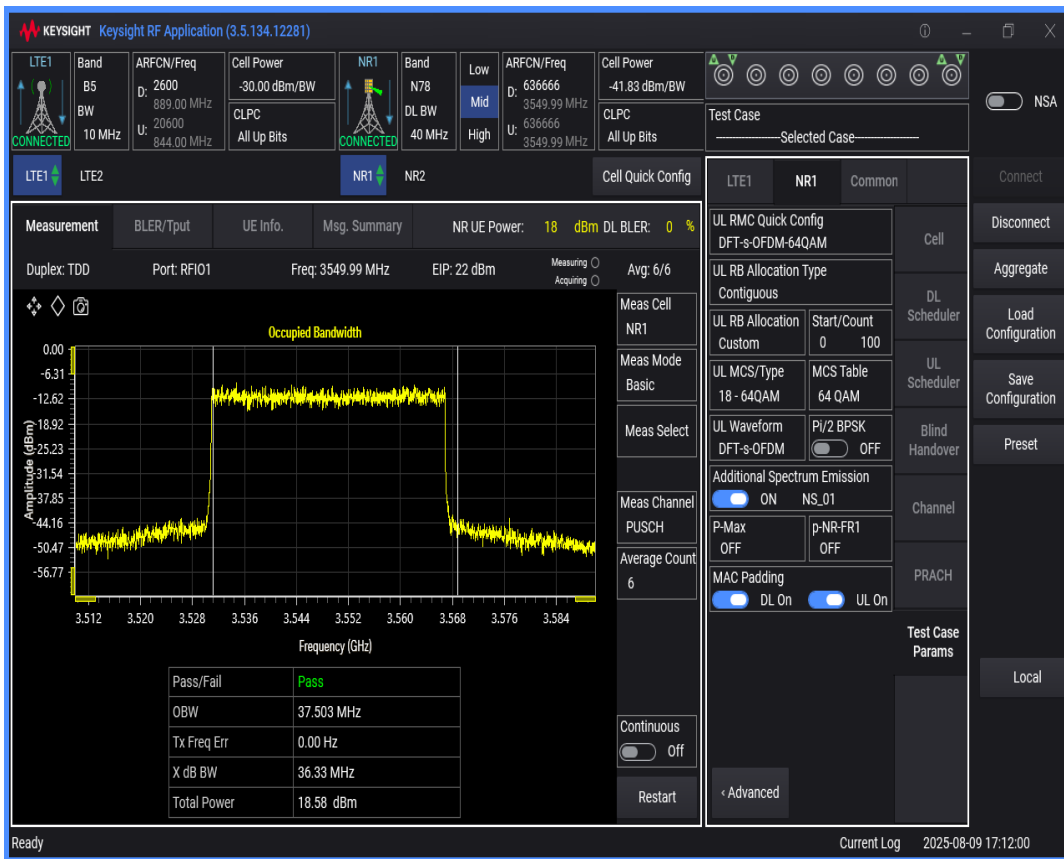 KEYSIGHT Keysight RF Application (3.5.134.12281)
LTE1
CONNECTED
Band
B5
BW
10 MHz
ARFCN/Freq
D: 2600
889.00 MHz
U: 20600
844.00 MHz
Cell Power
-30.00 dBm/BW
CLPC
All Up Bits
NR1
CONNECTED
Band
N78
DL BW
40 MHz
Low
Mid
High
ARFCN/Freq
D: 636666
3549.99 MHz
U: 636666
3549.99 MHz
Cell Power
-41.83 dBm/BW
CLPC
All Up Bits
Test Case
----------------Selected Case----------------
NSA
LTE1 LTE2 NR1 NR2 Cell Quick Config
Measurement BLER/Tput UE Info. Msg. Summary NR UE Power: 18 dBm DL BLER: 0 %
Duplex: TDD Port: RFIO1 Freq: 3549.99 MHz EIP: 22 dBm Measuring Acquiring Avg: 6/6
Occupied Bandwidth
Amplitude (dBm)
0.00
-6.31
-12.62
-18.92
-25.23
-31.54
-37.85
-44.16
-50.47
-56.77
3.512 3.520 3.528 3.536 3.544 3.552 3.560 3.568 3.576 3.584
Frequency (GHz)
Pass/Fail Pass
OBW 37.503 MHz
Tx Freq Err 0.00 Hz
X dB BW 36.33 MHz
Total Power 18.58 dBm
Meas Cell
NR1
Meas Mode
Basic
Meas Select
Meas Channel
PUSCH
Average Count
6
Continuous
Off
Restart
LTE1 NR1 Common
UL RMC Quick Config
DFT-s-OFDM-64QAM
UL RB Allocation Type
Contiguous
UL RB Allocation
Custom
Start/Count
0 100
UL MCS/Type
18 - 64QAM
MCS Table
64 QAM
UL Waveform
DFT-s-OFDM
Pi/2 BPSK
OFF
Additional Spectrum Emission
ON NS_01
P-Max
OFF
p-NR-FR1
OFF
MAC Padding
DL On UL On
‹ Advanced
Cell
DL
Scheduler
UL
Scheduler
Blind
Handover
Channel
PRACH
Test Case
Params
Connect
Disconnect
Aggregate
Load
Configuration
Save
Configuration
Preset
Local
Ready Current Log 2025-08-09 17:12:00